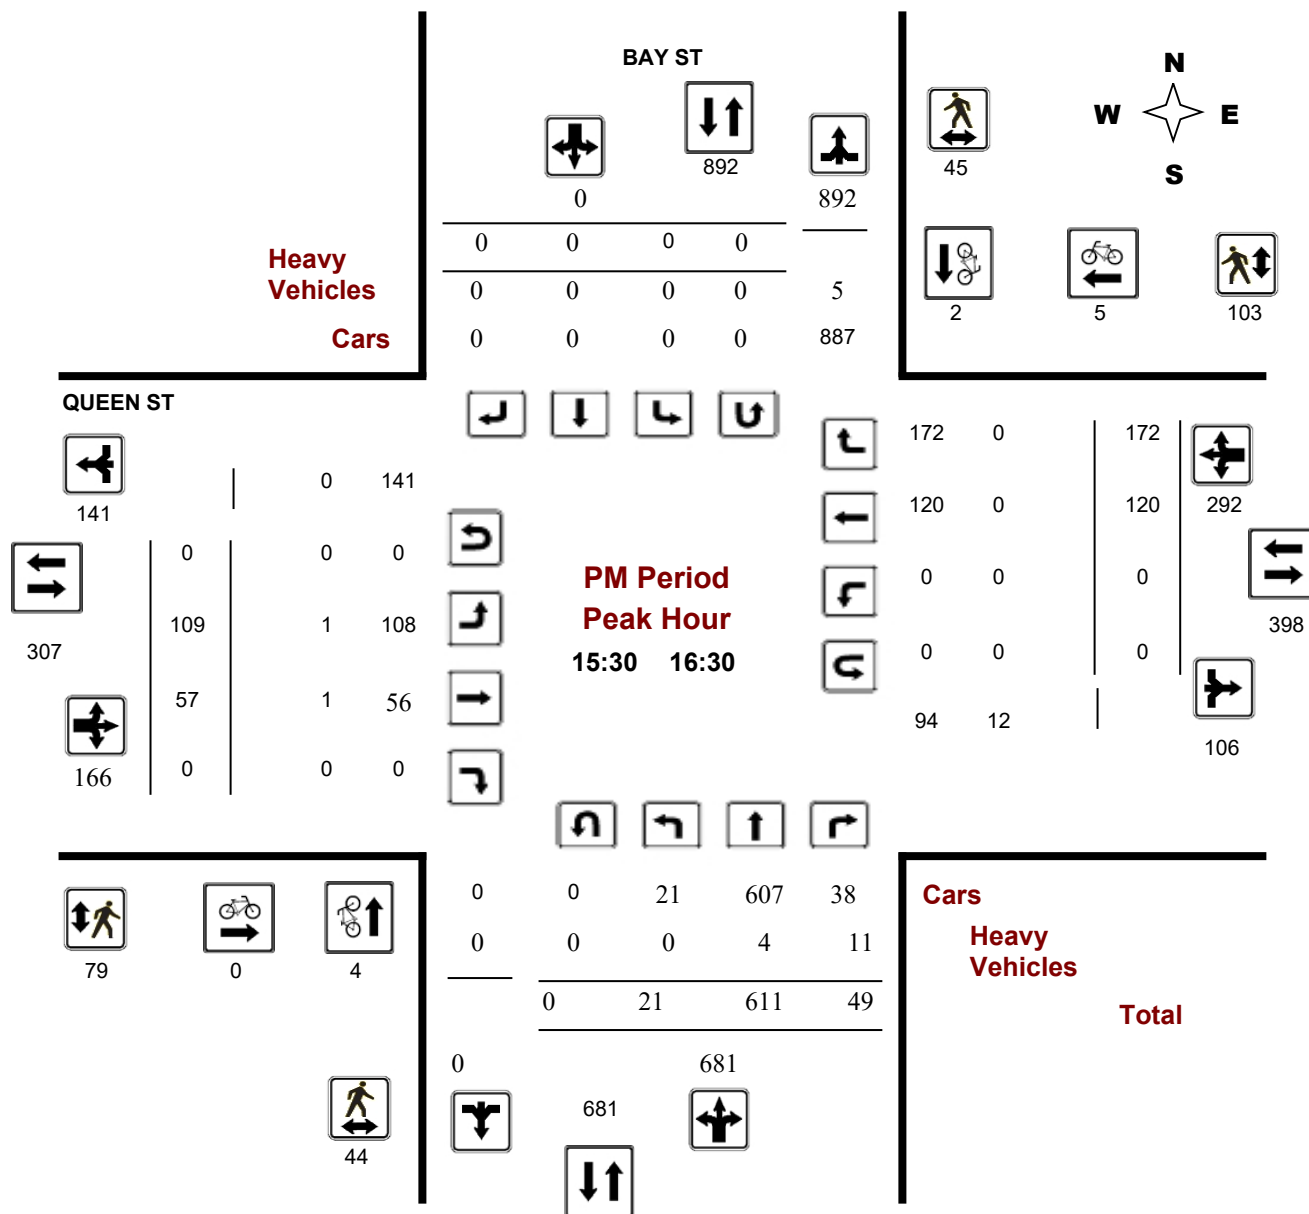 BAY ST
N
W E
S
892
45
0 892
0 0 0 0
Heavy
Vehicles
0 0 0 0 5
2 5 103
Cars 0 0 0 0 887
QUEEN ST
172 0 172
0 141
141
120 0 120 292
0 0 0
0 0 0
PM Period
Peak Hour
109 1 108
398
307
15:30 16:30
0 0 0
57 1 56
94 12
106
166
0 0 0
0 0 21 607 38
Cars
0 0 0 4 11
Heavy
Vehicles
79 0 4
0 21 611 49
Total
0 681
681
44